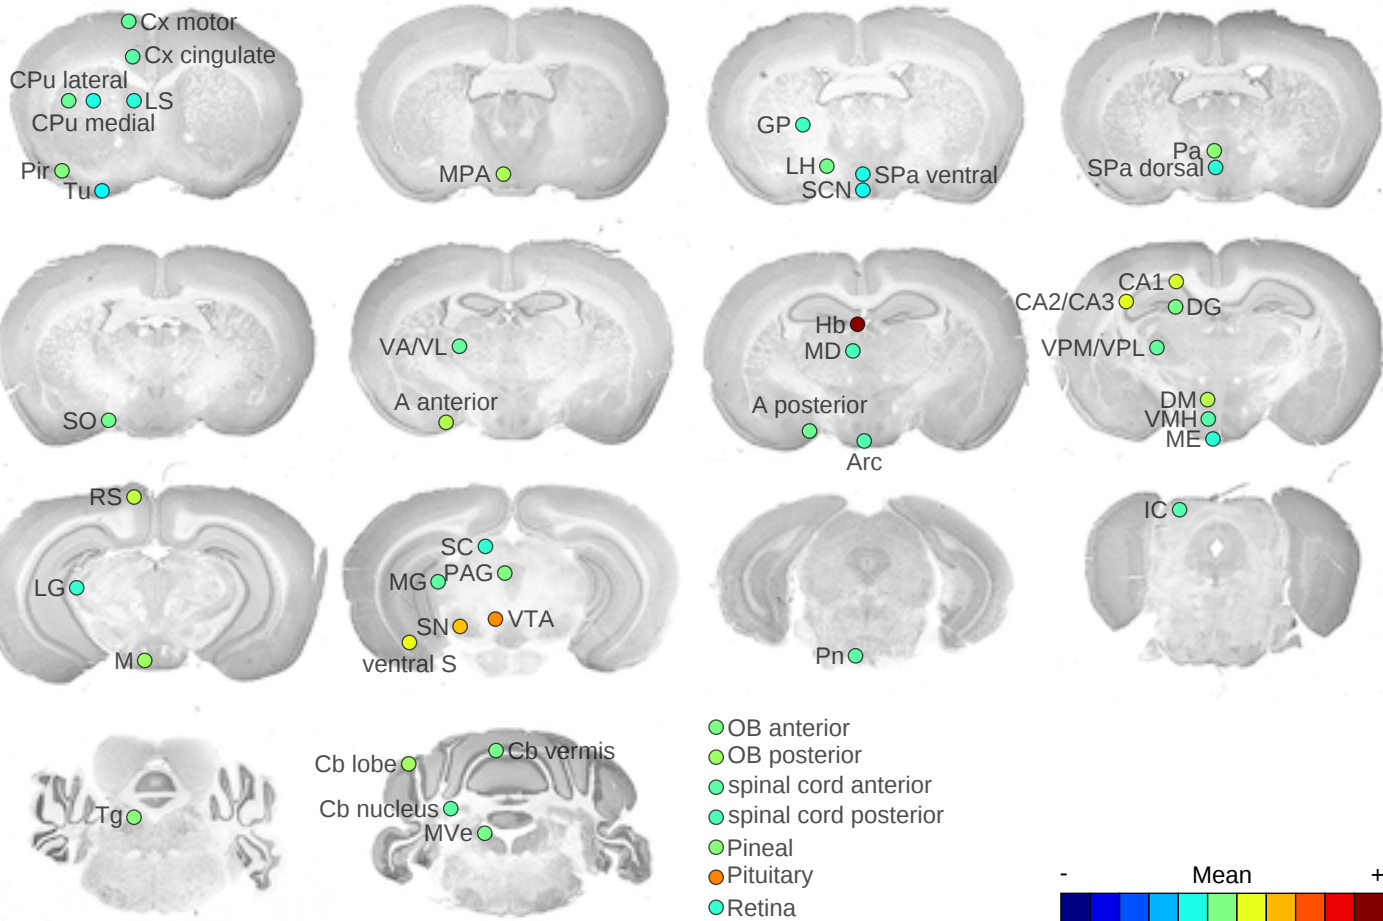 Cx motor
Cx cingulate
CPu lateral
LS
CPu medial
Pir
Tu
MPA
GP
LH
SPa ventral
SCN
Pa
SPa dorsal
SO
VA/VL
A anterior
Hb
MD
A posterior
Arc
CA1
CA2/CA3
DG
VPM/VPL
DM
VMH
ME
RS
LG
M
SC
MG
PAG
SN
VTA
ventral S
Pn
IC
Tg
Cb lobe
Cb vermis
Cb nucleus
MVe
OB anterior
OB posterior
spinal cord anterior
spinal cord posterior
Pineal
Pituitary
Retina
- Mean +